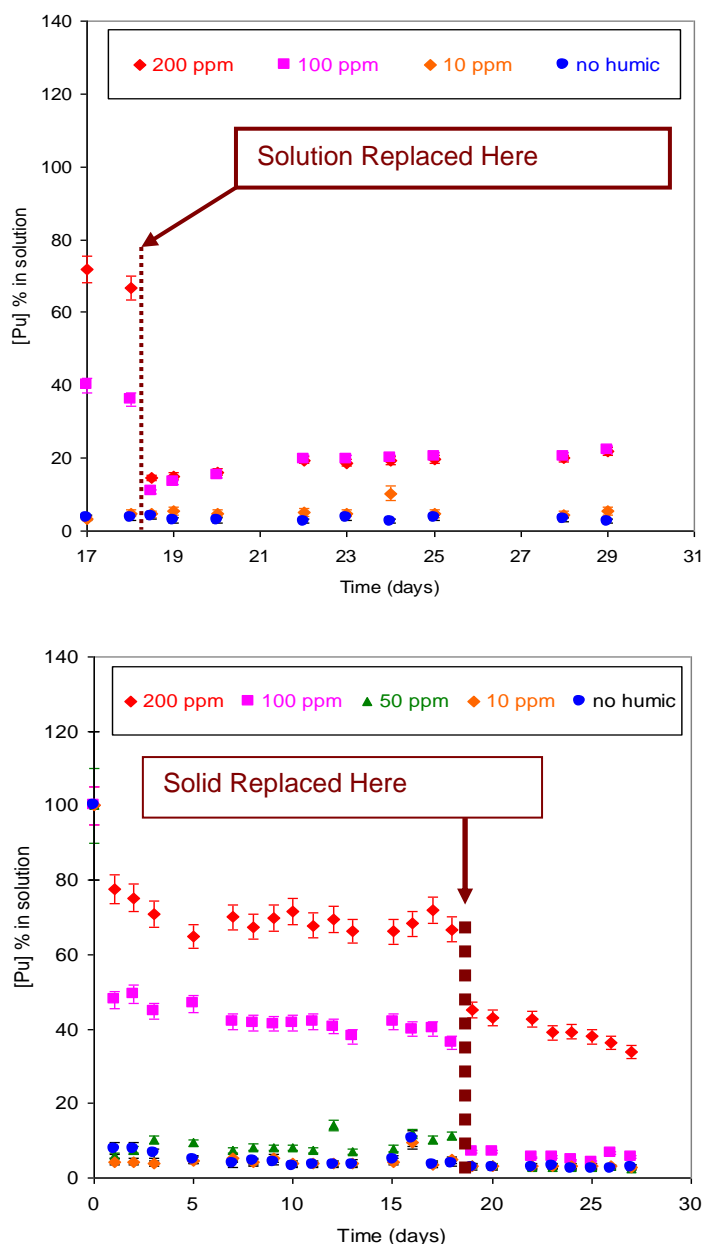 140
200 ppm 100 ppm 10 ppm no humic
120
100
Solution Replaced Here
80
[Pu] % in solution
60
40
20
0
17 19 21 23 25 27 29 31
Time (days)
140
200 ppm 100 ppm 50 ppm 10 ppm no humic
120
Solid Replaced Here
100
80
[Pu] % in solution
60
40
20
0
0 5 10 15 20 25 30
Time (days)